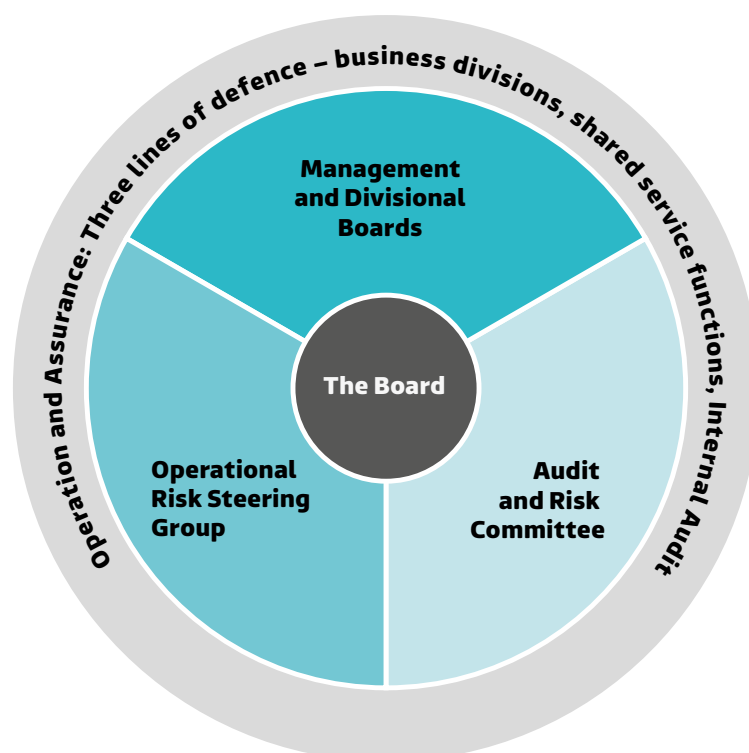 Operation and Assurance: Three lines of defence – business divisions, shared service functions, Internal Audit
Management
and Divisional
Boards
The Board
Operational
Risk Steering
Group
Audit
and Risk
Committee